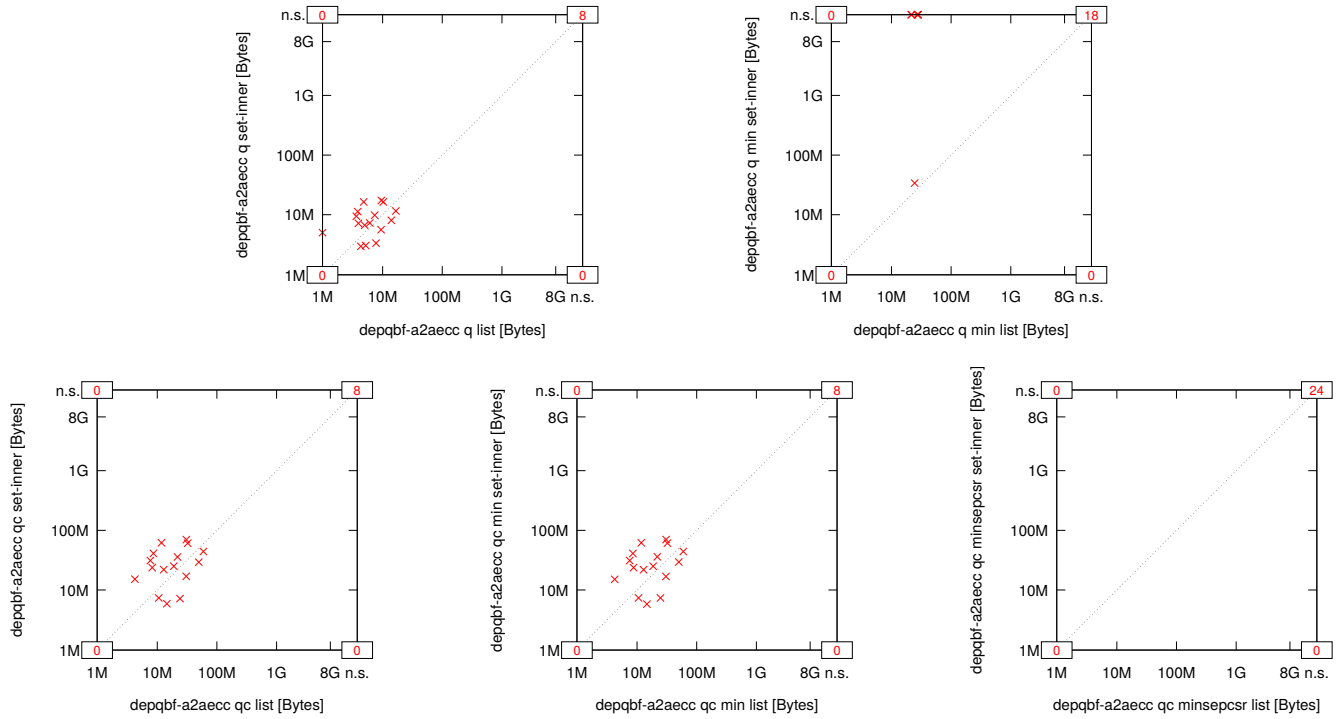 n.s. 0 8
8G
1G
100M
10M
1M 0 0
1M 10M 100M 1G 8G n.s.
depqbf-a2aecc q set-inner [Bytes]
depqbf-a2aecc q list [Bytes]
n.s. 0 18
8G
1G
100M
10M
1M 0 0
1M 10M 100M 1G 8G n.s.
depqbf-a2aecc q min set-inner [Bytes]
depqbf-a2aecc q min list [Bytes]
n.s. 0 8
8G
1G
100M
10M
1M 0 0
1M 10M 100M 1G 8G n.s.
depqbf-a2aecc qc set-inner [Bytes]
depqbf-a2aecc qc list [Bytes]
n.s. 0 8
8G
1G
100M
10M
1M 0 0
1M 10M 100M 1G 8G n.s.
depqbf-a2aecc qc min set-inner [Bytes]
depqbf-a2aecc qc min list [Bytes]
n.s. 0 24
8G
1G
100M
10M
1M 0 0
1M 10M 100M 1G 8G n.s.
depqbf-a2aecc qc minsepcsr set-inner [Bytes]
depqbf-a2aecc qc minsepcsr list [Bytes]